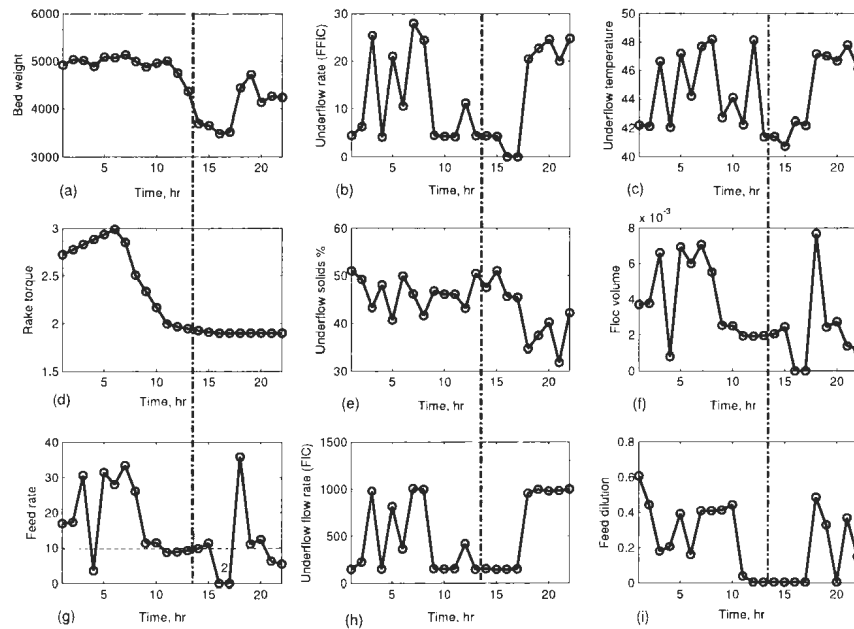 6000
5000
4000
3000
Bed weight
5 10 15 20
Time, hr
(a)
30
20
10
0
Underflow rate (FFIC)
5 10 15 20
Time, hr
(b)
50
48
46
44
42
40
Underflow temperature
5 10 15 20
Time, hr
(c)
3
2.5
2
1.5
Rake torque
5 10 15 20
Time, hr
(d)
60
50
40
30
Underflow solids %
5 10 15 20
Time, hr
(e)
x 10⁻³
8
6
4
2
0
Floc volume
5 10 15 20
Time, hr
(f)
40
30
20
10
0
Feed rate
2
5 10 15 20
Time, hr
(g)
1500
1000
500
0
Underflow flow rate (FIC)
5 10 15 20
Time, hr
(h)
0.8
0.6
0.4
0.2
0
Feed dilution
5 10 15 20
Time, hr
(i)